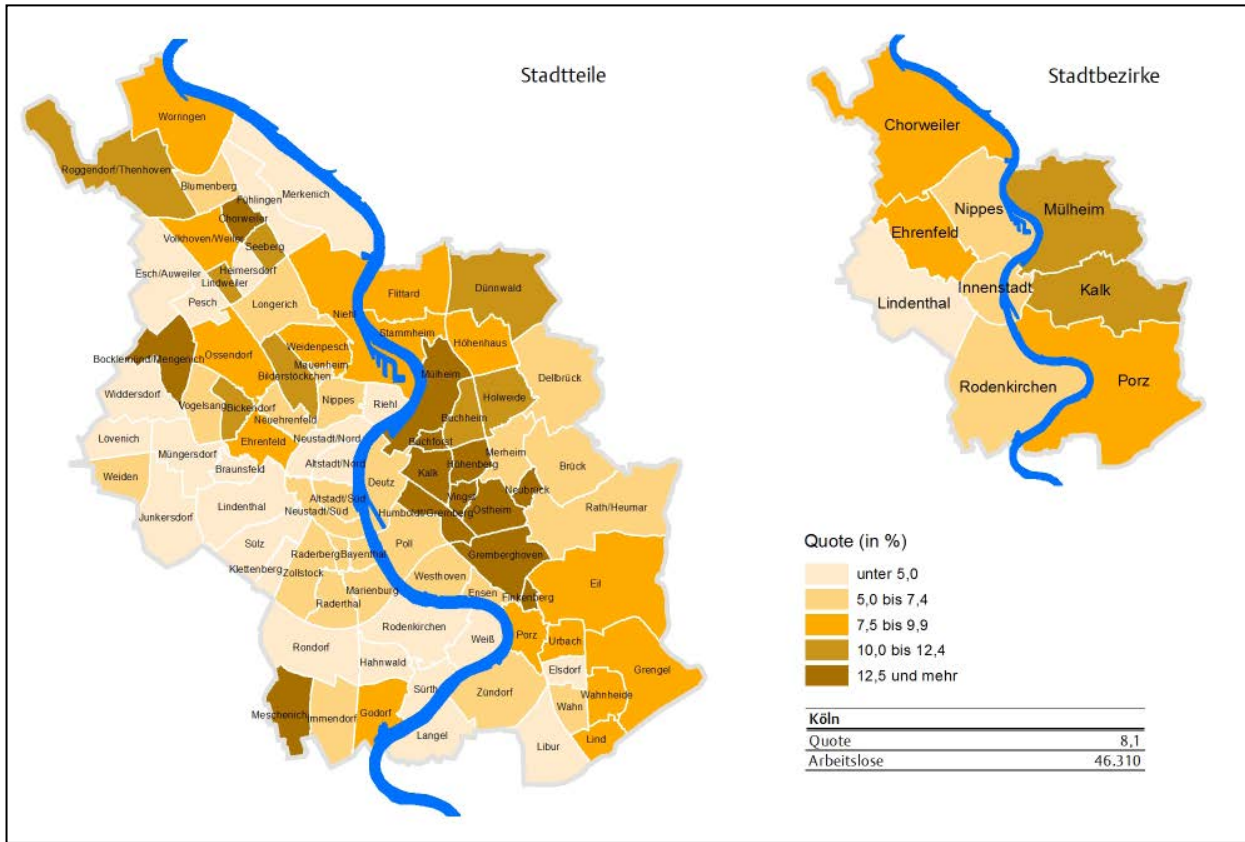 Stadtteile
Worringen
Roggendorf/Thenhoven
Blumenberg
Fühlingen
Merkenich
Chorweiler
Volkhoven/Weiler
Seeberg
Esch/Auweiler
Heimersdorf
Lindweiler
Pesch
Longerich
Niehl
Flittard
Dünnwald
Stammheim
Höhenhaus
Ossendorf
Weidenpesch
Mauenheim
Bocklemünd/Mengenich
Bilderstöckchen
Mülheim
Dellbrück
Widdersdorf
Vogelsang
Bickendorf
Nippes
Riehl
Holweide
Neuehrenfeld
Buchheim
Ehrenfeld
Neustadt/Nord
Buchforst
Lövenich
Müngersdorf
Braunsfeld
Altstadt/Nord
Höhenberg
Merheim
Brück
Weiden
Kalk
Deutz
Neubrück
Altstadt/Süd
Vingst
Lindenthal
Neustadt/Süd
Humboldt/Gremberg
Ostheim
Rath/Heumar
Junkersdorf
Sülz
Poll
Raderberg
Bayenthal
Gremberghoven
Klettenberg
Zollstock
Westhoven
Eil
Marienburg
Raderthal
Ensen
Finkenberg
Rodenkirchen
Rondorf
Weiß
Porz
Urbach
Hahnwald
Elsdorf
Grengel
Sürth
Zündorf
Wahnheide
Meschenich
Immendorf
Godorf
Wahn
Langel
Libur
Lind
Stadtbezirke
Chorweiler
Nippes
Mülheim
Ehrenfeld
Innenstadt
Kalk
Lindenthal
Rodenkirchen
Porz
Quote (in %)
unter 5,0
5,0 bis 7,4
7,5 bis 9,9
10,0 bis 12,4
12,5 und mehr
Köln
Quote 8,1
Arbeitslose 46.310